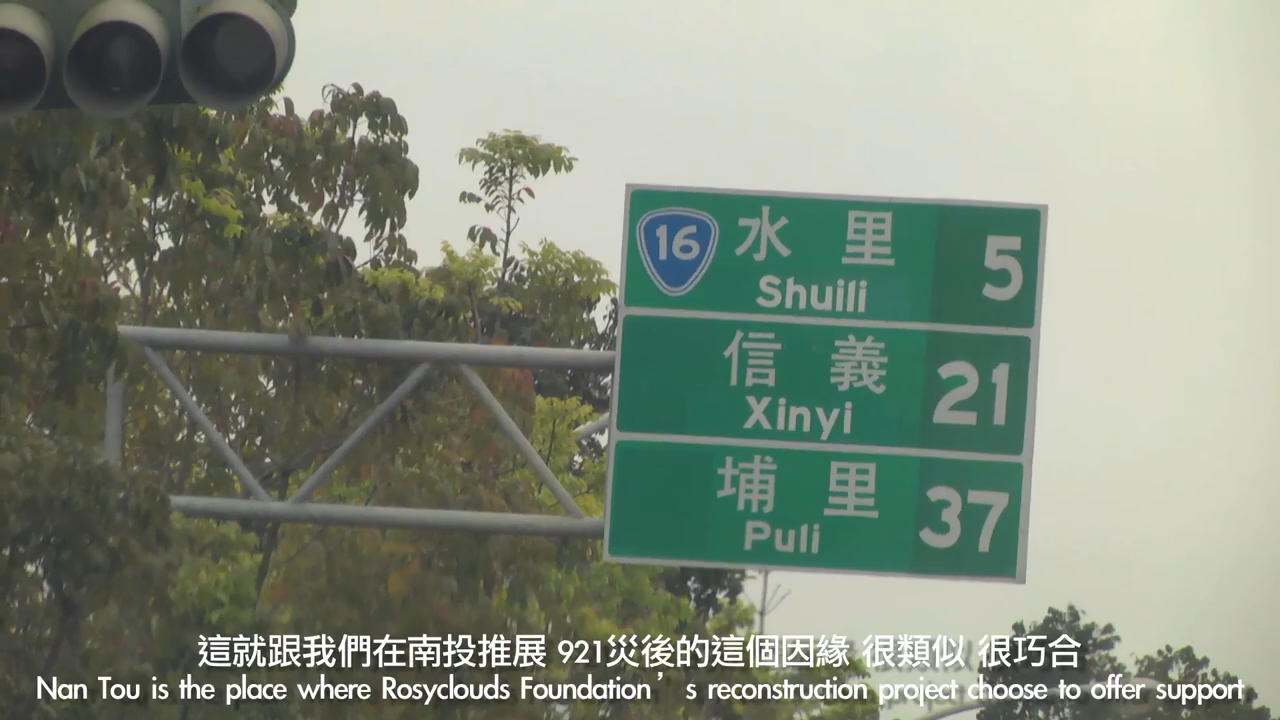 16 水里 5
Shuili
信義 21
Xinyi
埔里 37
Puli
這就跟我們在南投推展 921災後的這個因緣 很類似 很巧合
Nan Tou is the place where Rosyclouds Foundation's reconstruction project choose to offer support